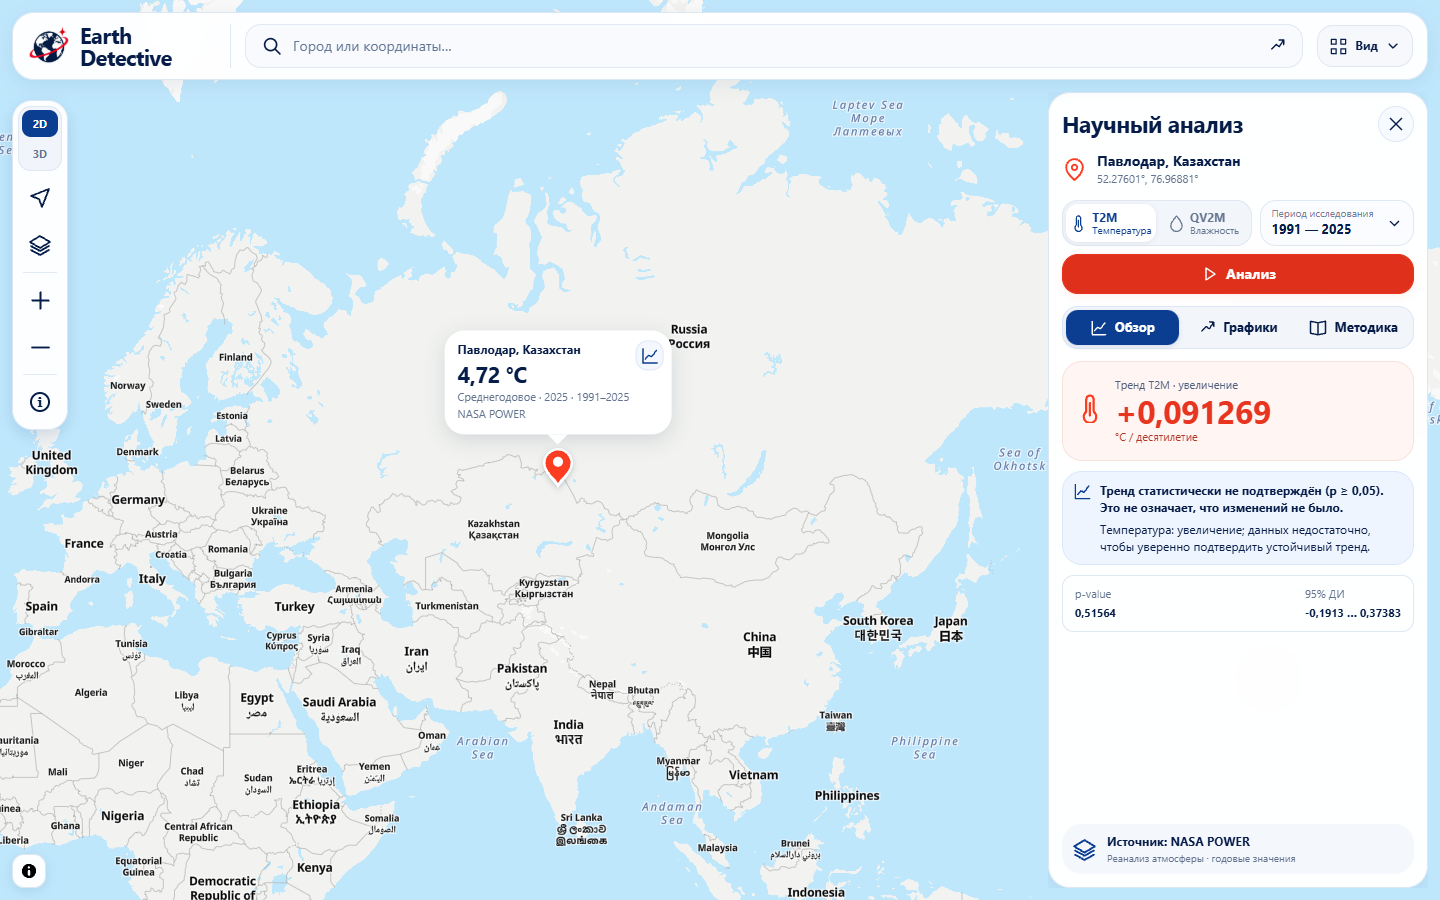 Earth
Detective
Город или координаты...
Вид
2D
3D
Laptev Sea
Море
Лаптевых
Russia
Россия
Finland
Norway
Sweden
Estonia
Latvia
United
Kingdom
Denmark
Belarus
Беларусь
Germany
Ukraine
Україна
Austria
France
Croatia
Romania
Andorra
Italy
Bulgaria
България
Spain
Gibraltar
Turkey
Armenia
Հայաստան
Turkmenistan
Kazakhstan
Қазақстан
Kyrgyzstan
Кыргызстан
Mongolia
Монгол Улс
Sea of
Okhotsk
South Korea
대한민국
Japan
日本
China
中国
Tunisia
تونس
Cyprus
Κύπρος
Syria
سوريا
Iraq
العراق
Iran
ایران
Morocco
المغرب
Algeria
Libya
ليبيا
Egypt
مصر
Saudi Arabia
السعودية
Pakistan
پاکستان
Nepal
नेपाल
Bhutan
India
भारत
Taiwan
臺灣
Oman
عمان
Arabian
Sea
Philippine
Sea
Mali
Niger
Chad
تشاد
Sudan
السودان
Eritrea
Yemen
اليمن
Myanmar
မြန်မာ
Vietnam
Philippines
Nigeria
Ethiopia
ኢትዮጵያ
Somalia
الصومال
Ghana
Central African
Republic
Sri Lanka
ශ්‍රී ලංකාව
இலங்கை
Andaman
Sea
Equatorial
Guinea
Kenya
Malaysia
Brunei
بروني دارالسلام
Democratic
Republic of
Indonesia
Павлодар, Казахстан
4,72 °C
Среднегодовое · 2025 · 1991–2025
NASA POWER
Научный анализ
Павлодар, Казахстан
52.27601°, 76.96881°
T2M
Температура
QV2M
Влажность
Период исследования
1991 — 2025
Анализ
Обзор
Графики
Методика
Тренд T2M · увеличение
+0,091269
°C / десятилетие
Тренд статистически не подтверждён (p ≥ 0,05).
Это не означает, что изменений не было.
Температура: увеличение; данных недостаточно,
чтобы уверенно подтвердить устойчивый тренд.
p-value
0,51564
95% ДИ
-0,1913 ... 0,37383
Источник: NASA POWER
Реанализ атмосферы · годовые значения